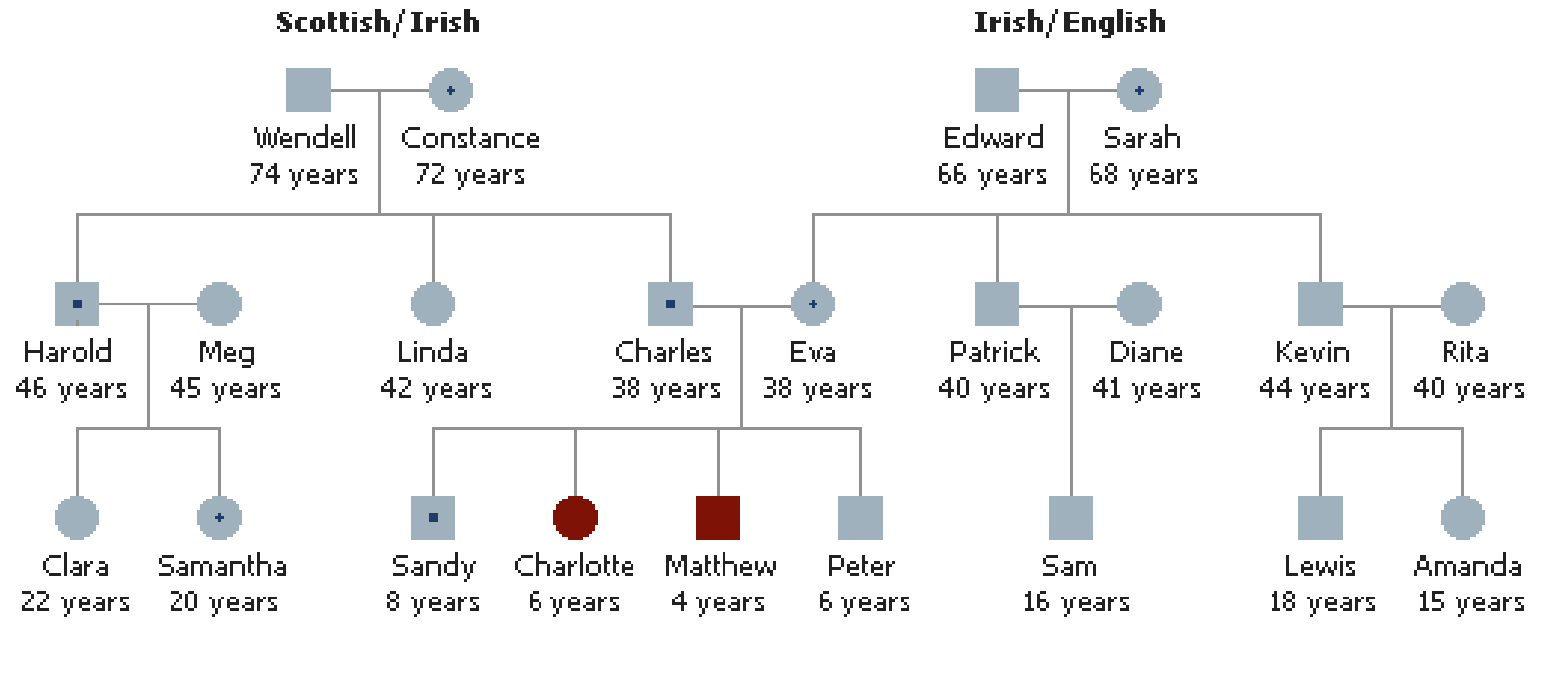 Scottish/Irish
Irish/English
Wendell
74 years
Constance
72 years
Edward
66 years
Sarah
68 years
Harold
46 years
Meg
45 years
Linda
42 years
Charles
38 years
Eva
38 years
Patrick
40 years
Diane
41 years
Kevin
44 years
Rita
40 years
Clara
22 years
Samantha
20 years
Sandy
8 years
Charlotte
6 years
Matthew
4 years
Peter
6 years
Sam
16 years
Lewis
18 years
Amanda
15 years